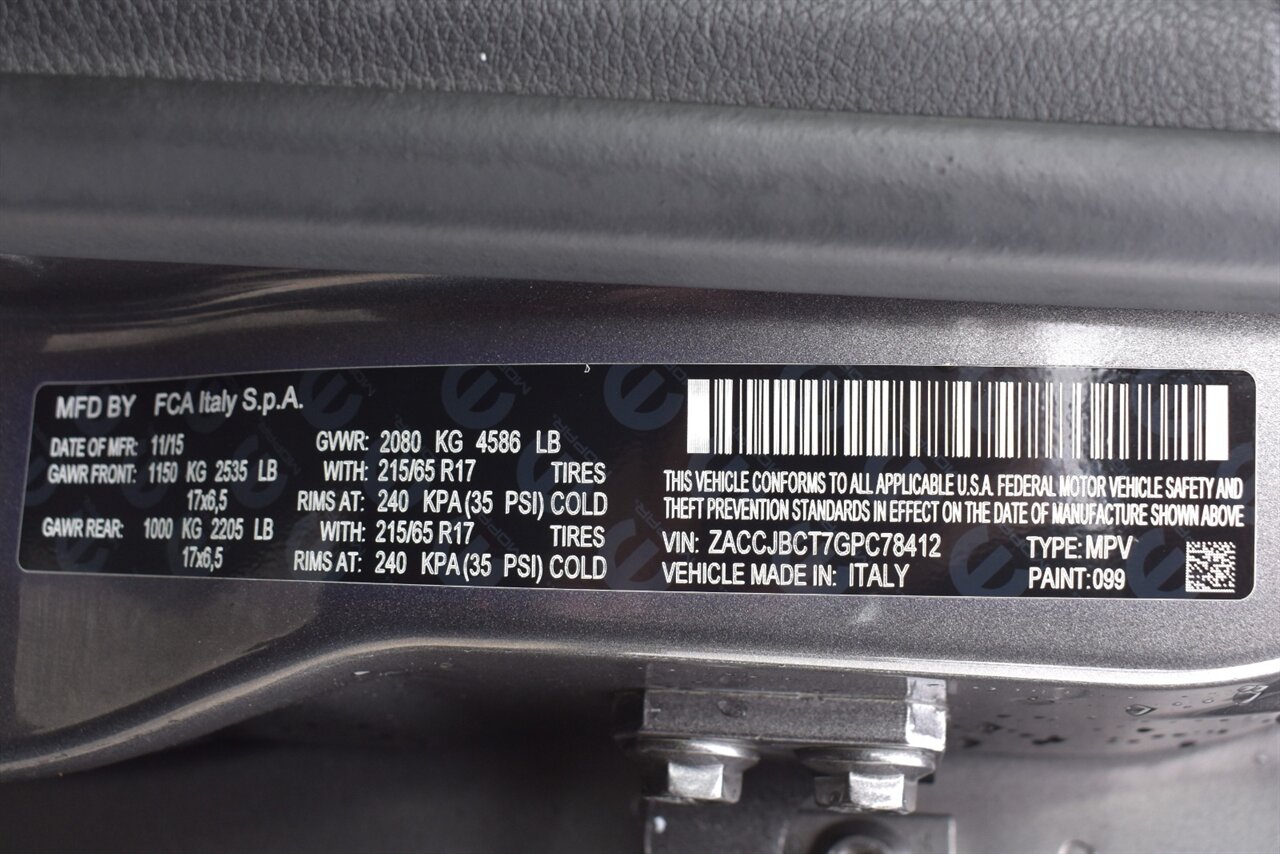 MFD BY FCA Italy S.p.A.
DATE OF MFR: 11/15 GVWR: 2080 KG 4586 LB
GAWR FRONT: 1150 KG 2535 LB WITH: 215/65 R17 TIRES
17x6,5 RIMS AT: 240 KPA (35 PSI) COLD
GAWR REAR: 1000 KG 2205 LB WITH: 215/65 R17 TIRES
17x6,5 RIMS AT: 240 KPA (35 PSI) COLD
THIS VEHICLE CONFORMS TO ALL APPLICABLE U.S.A. FEDERAL MOTOR VEHICLE SAFETY AND
THEFT PREVENTION STANDARDS IN EFFECT ON THE DATE OF MANUFACTURE SHOWN ABOVE
VIN: ZACCJBCT7GPC78412 TYPE: MPV
VEHICLE MADE IN: ITALY PAINT: 099